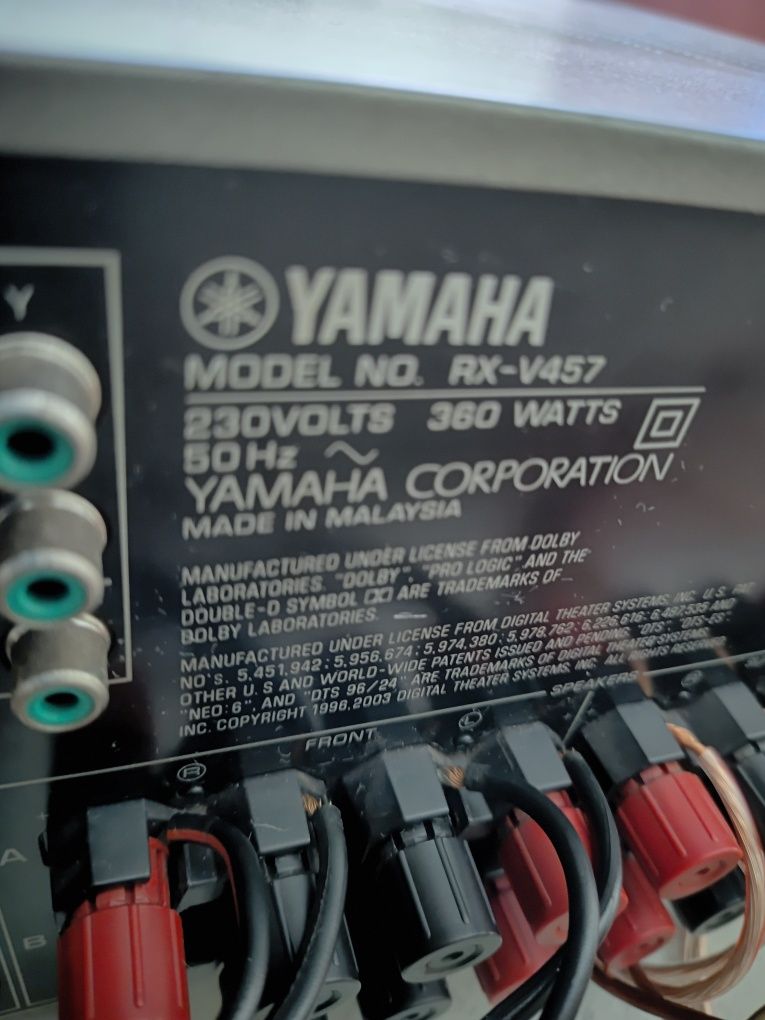 Y
YAMAHA
MODEL NO. RX-V457
230VOLTS 360 WATTS
50Hz ~
YAMAHA CORPORATION
MADE IN MALAYSIA
MANUFACTURED UNDER LICENSE FROM DOLBY
LABORATORIES. "DOLBY", "PRO LOGIC" AND THE
DOUBLE-D SYMBOL ARE TRADEMARKS OF
DOLBY LABORATORIES.
MANUFACTURED UNDER LICENSE FROM DIGITAL THEATER SYSTEMS, INC. U.S. PAT.
NO'S. 5,451,942; 5,956,674; 5,974,380; 5,978,762; 6,226,616; 6,487,535 AND
OTHER U.S AND WORLD-WIDE PATENTS ISSUED AND PENDING. "DTS", "DTS-ES",
"NEO:6", AND "DTS 96/24" ARE TRADEMARKS OF DIGITAL THEATER SYSTEMS,
INC. COPYRIGHT 1996,2003 DIGITAL THEATER SYSTEMS, INC. ALL RIGHTS RESERVED.
SPEAKERS
R FRONT L
A
B